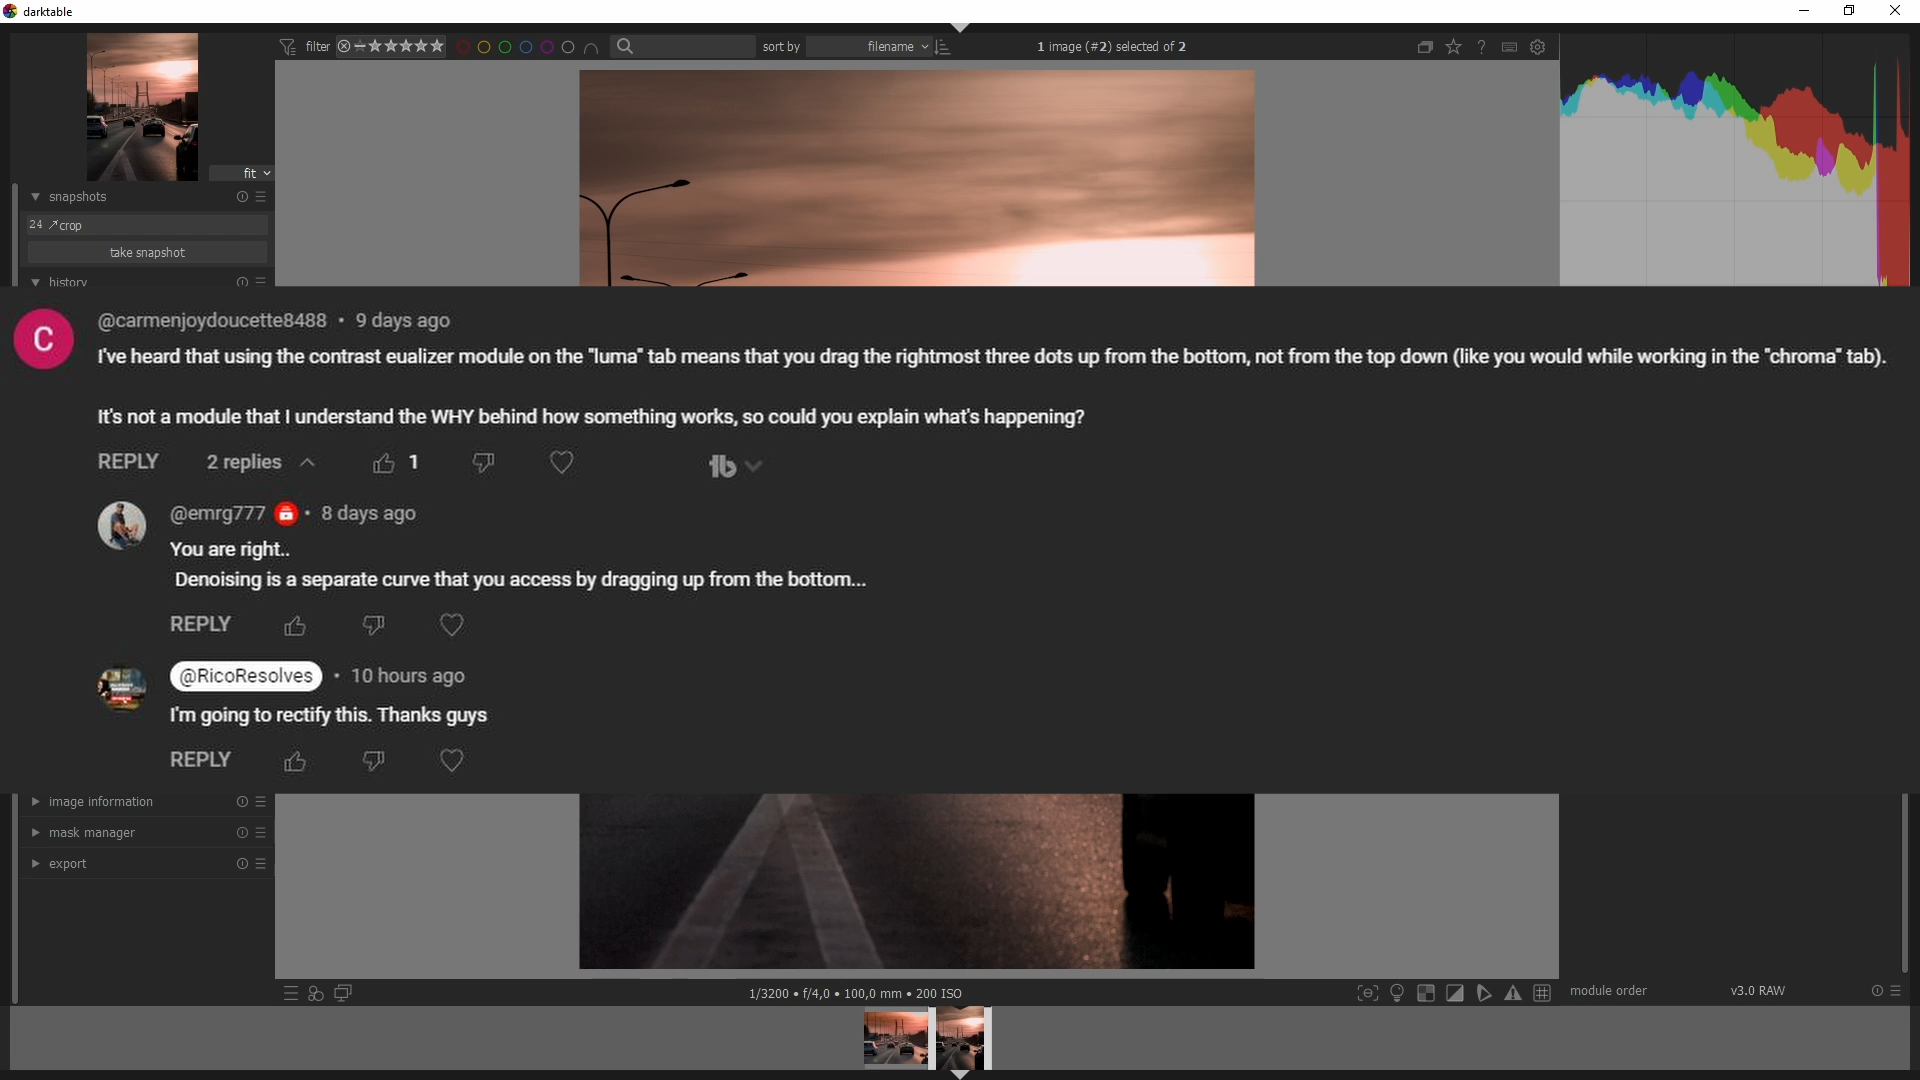 darktable
filter
sort by filename
1 image (#2) selected of 2
?
fit
snapshots
24 crop
take snapshot
history
C
@carmenjoydoucette8488 • 9 days ago
I've heard that using the contrast eualizer module on the "luma" tab means that you drag the rightmost three dots up from the bottom, not from the top down (like you would while working in the "chroma" tab).
It's not a module that I understand the WHY behind how something works, so could you explain what's happening?
REPLY 2 replies 1
@emrg777 • 8 days ago
You are right..
Denoising is a separate curve that you access by dragging up from the bottom...
REPLY
@RicoResolves • 10 hours ago
I'm going to rectify this. Thanks guys
REPLY
image information
mask manager
export
1/3200 • f/4,0 • 100,0 mm • 200 ISO
module order v3.0 RAW